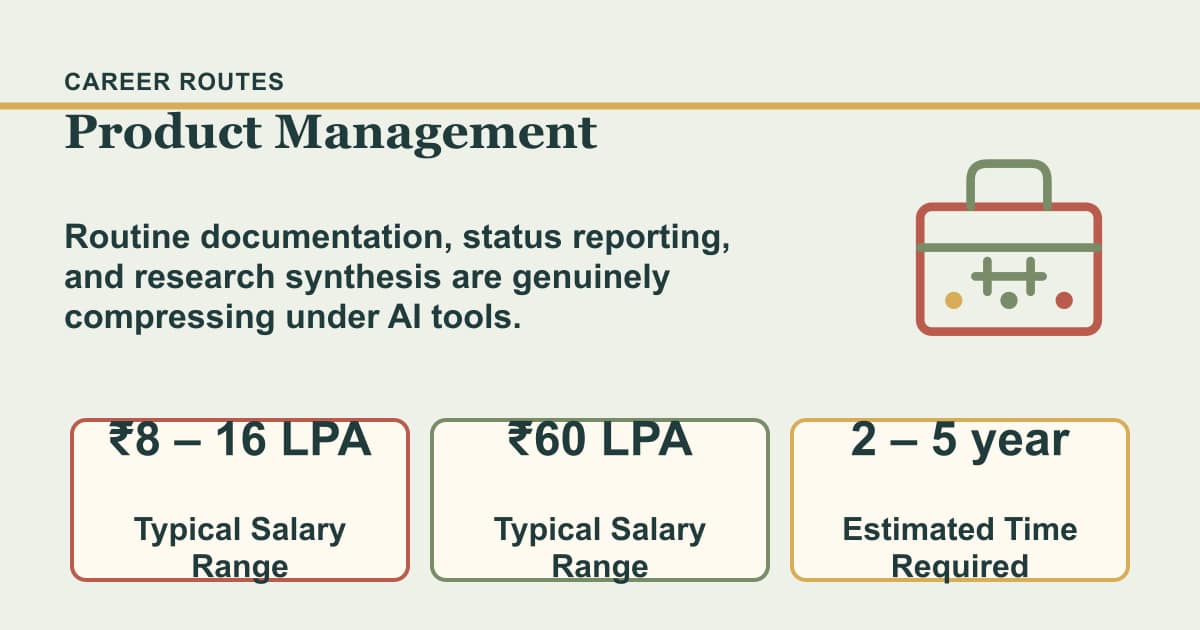 CAREER ROUTES
Product Management
Routine documentation, status reporting,
and research synthesis are genuinely
compressing under AI tools.
₹8 – 16 LPA
Typical Salary
Range
₹60 LPA
Typical Salary
Range
2 – 5 year
Estimated Time
Required